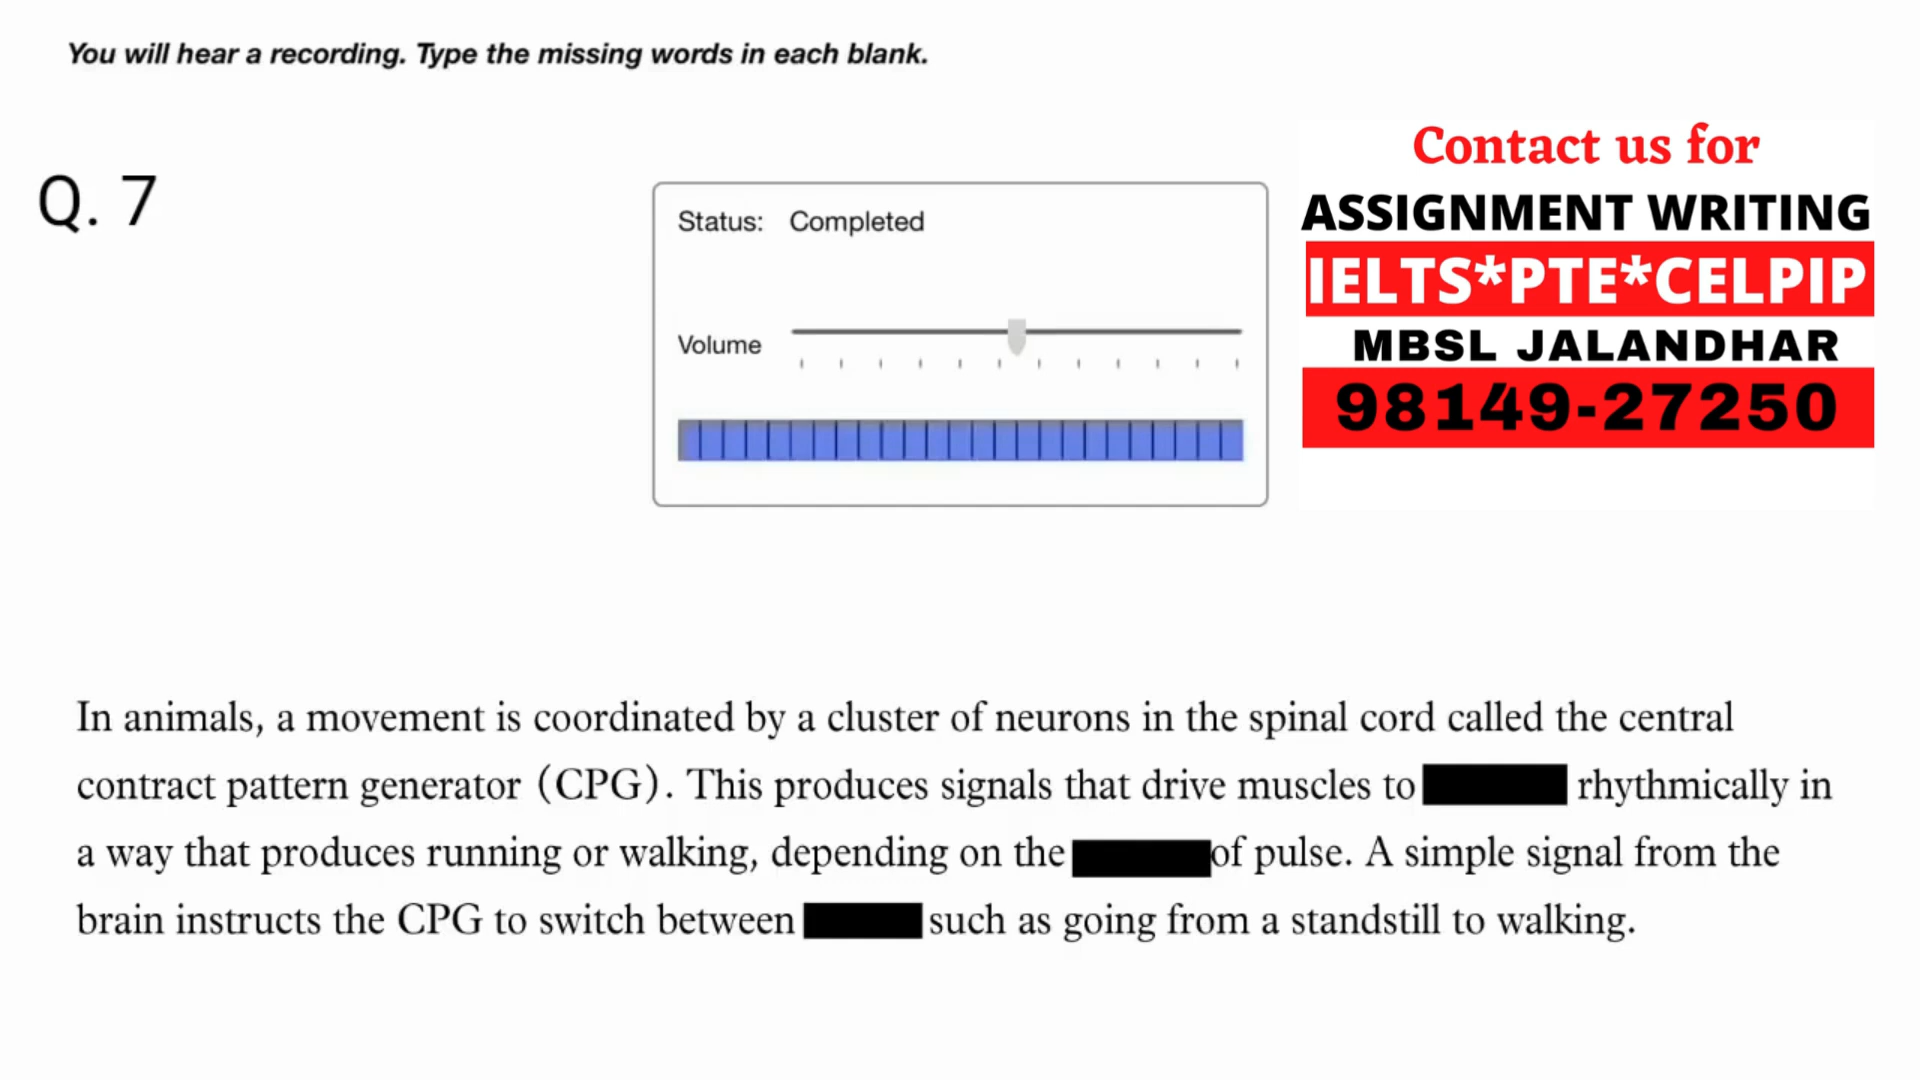 You will hear a recording. Type the missing words in each blank.
Q. 7
Status: Completed
Volume
Contact us for
ASSIGNMENT WRITING
IELTS*PTE*CELPIP
MBSL JALANDHAR
98149-27250
In animals, a movement is coordinated by a cluster of neurons in the spinal cord called the central
contract pattern generator (CPG). This produces signals that drive muscles to rhythmically in
a way that produces running or walking, depending on the of pulse. A simple signal from the
brain instructs the CPG to switch between such as going from a standstill to walking.